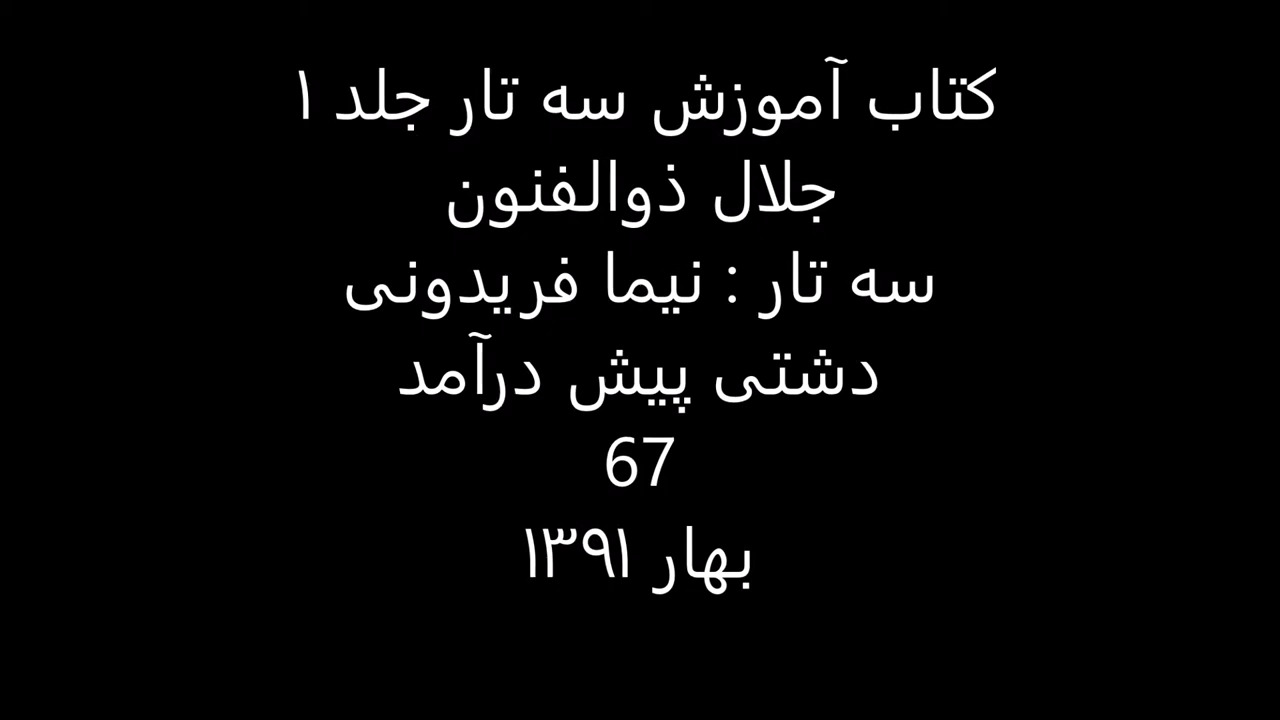 کتاب آموزش سه تار جلد ۱
جلال ذوالفنون
سه تار : نیما فریدونی
دشتی پیش درآمد
67
بهار ۱۳۹۱